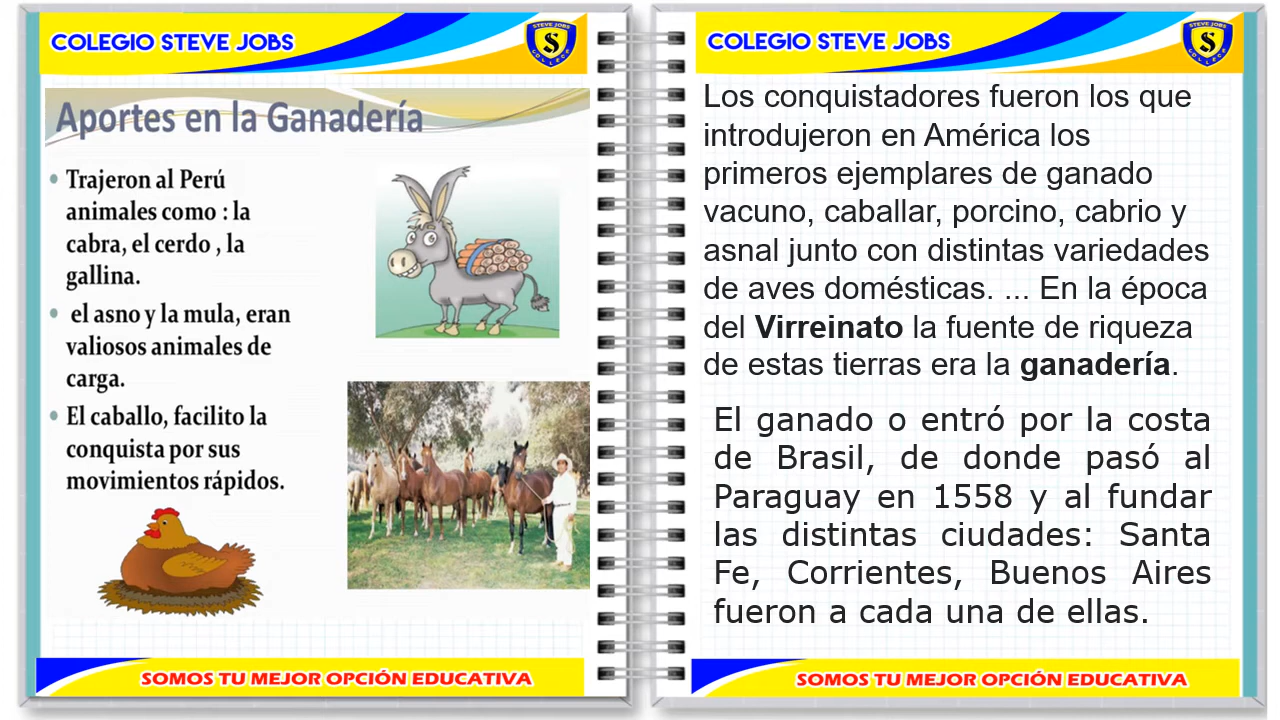 COLEGIO STEVE JOBS
STEVE JOBS
S
COLLEGE
Aportes en la Ganadería
• Trajeron al Perú
animales como : la
cabra, el cerdo , la
gallina.
• el asno y la mula, eran
valiosos animales de
carga.
• El caballo, facilito la
conquista por sus
movimientos rápidos.
SOMOS TU MEJOR OPCIÓN EDUCATIVA
COLEGIO STEVE JOBS
STEVE JOBS
S
COLLEGE
Los conquistadores fueron los que
introdujeron en América los
primeros ejemplares de ganado
vacuno, caballar, porcino, cabrio y
asnal junto con distintas variedades
de aves domésticas. ... En la época
del Virreinato la fuente de riqueza
de estas tierras era la ganadería.
El ganado o entró por la costa
de Brasil, de donde pasó al
Paraguay en 1558 y al fundar
las distintas ciudades: Santa
Fe, Corrientes, Buenos Aires
fueron a cada una de ellas.
SOMOS TU MEJOR OPCIÓN EDUCATIVA